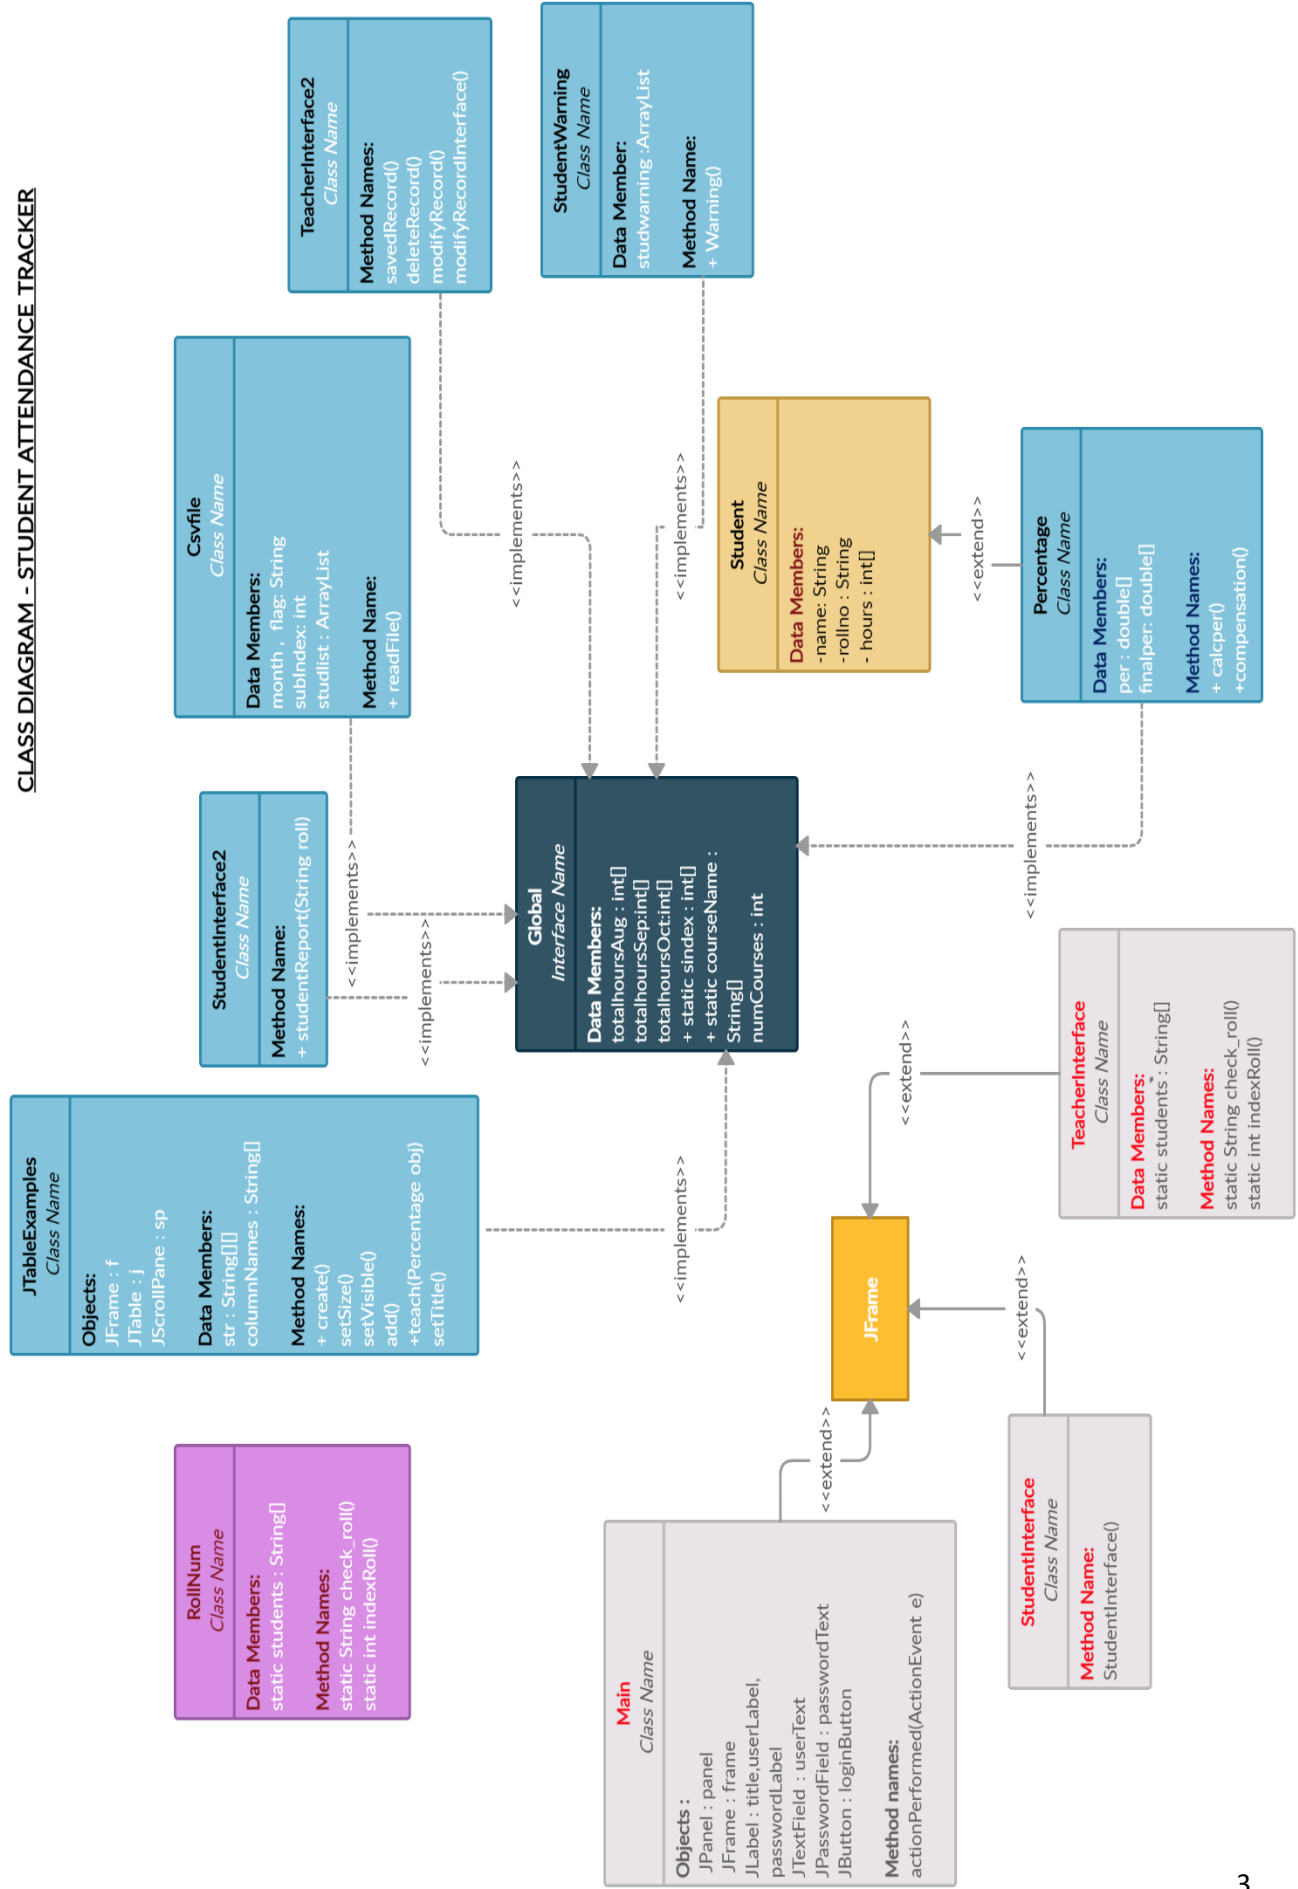 CLASS DIAGRAM - STUDENT ATTENDANCE TRACKER
RollNum
Class Name
Data Members:
static students : String[]
Method Names:
static String check_roll()
static int indexRoll()
JTableExamples
Class Name
Objects:
JFrame : f
JTable : j
JScrollPane : sp
Data Members:
str : String[][]
columnNames : String[]
Method Names:
+ create()
setSize()
setVisible()
add()
+teach(Percentage obj)
setTitle()
StudentInterface2
Class Name
Method Name:
+ studentReport(String roll)
Csvfile
Class Name
Data Members:
month , flag: String
subIndex: int
studlist : ArrayList
Method Name:
+ readFile()
TeacherInterface2
Class Name
Method Names:
savedRecord()
deleteRecord()
modifyRecord()
modifyRecordInterface()
<<implements>>
<<implements>>
<<implements>>
<<implements>>
<<implements>>
StudentWarning
Class Name
Data Member:
studwarning :ArrayList
Method Name:
+ Warning()
Global
Interface Name
Data Members:
totalhoursAug : int[]
totalhoursSep:int[]
totalhoursOct:int[]
+ static sindex : int[]
+ static courseName :
String[]
numCourses : int
Main
Class Name
Objects :
JPanel : panel
JFrame : frame
JLabel : title,userLabel,
passwordLabel
JTextField : userText
JPasswordField : passwordText
JButton : loginButton
Method names:
actionPerformed(ActionEvent e)
<<extend>>
JFrame
<<extend>>
<<extend>>
Student
Class Name
Data Members:
-name: String
-rollno : String
- hours : int[]
<<extend>>
<<implements>>
StudentInterface
Class Name
Method Name:
StudentInterface()
TeacherInterface
Class Name
Data Members:
static students : String[]
Method Names:
static String check_roll()
static int indexRoll()
Percentage
Class Name
Data Members:
per : double[]
finalper: double[]
Method Names:
+ calcper()
+compensation()
3